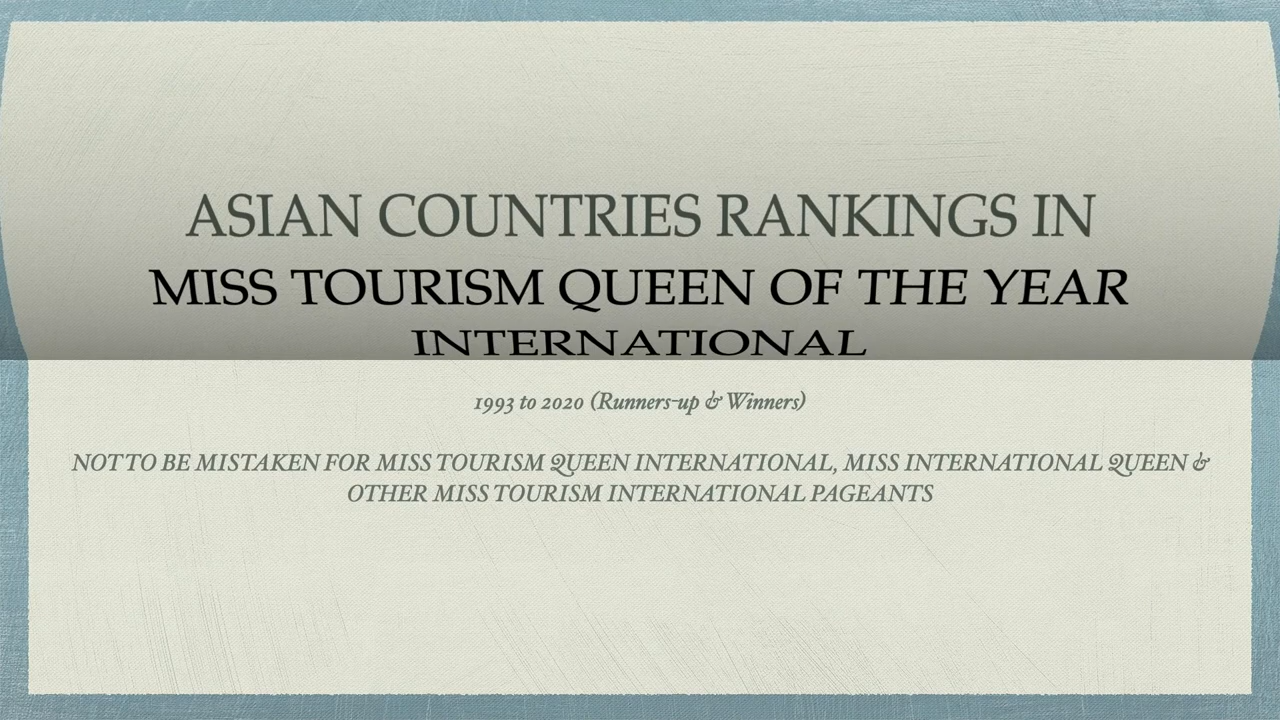 ASIAN COUNTRIES RANKINGS IN
MISS TOURISM QUEEN OF THE YEAR
INTERNATIONAL
1993 to 2020 (Runners-up & Winners)
NOT TO BE MISTAKEN FOR MISS TOURISM QUEEN INTERNATIONAL, MISS INTERNATIONAL QUEEN &
OTHER MISS TOURISM INTERNATIONAL PAGEANTS